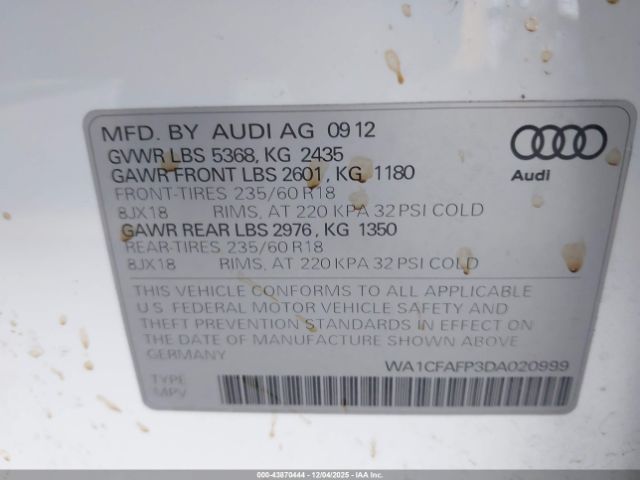 MFD. BY AUDI AG 09 12
GVWR LBS 5368, KG 2435
GAWR FRONT LBS 2601, KG 1180
FRONT-TIRES 235/60 R18
8JX18 RIMS, AT 220 KPA 32 PSI COLD
GAWR REAR LBS 2976, KG 1350
REAR-TIRES 235/60 R18
8JX18 RIMS, AT 220 KPA 32 PSI COLD
Audi
THIS VEHICLE CONFORMS TO ALL APPLICABLE
U.S. FEDERAL MOTOR VEHICLE SAFETY AND
THEFT PREVENTION STANDARDS IN EFFECT ON
THE DATE OF MANUFACTURE SHOWN ABOVE.
GERMANY
WA1CFAFP3DA020999
TYPE
MPV
000-43870444 - 12/04/2025 - IAA Inc.